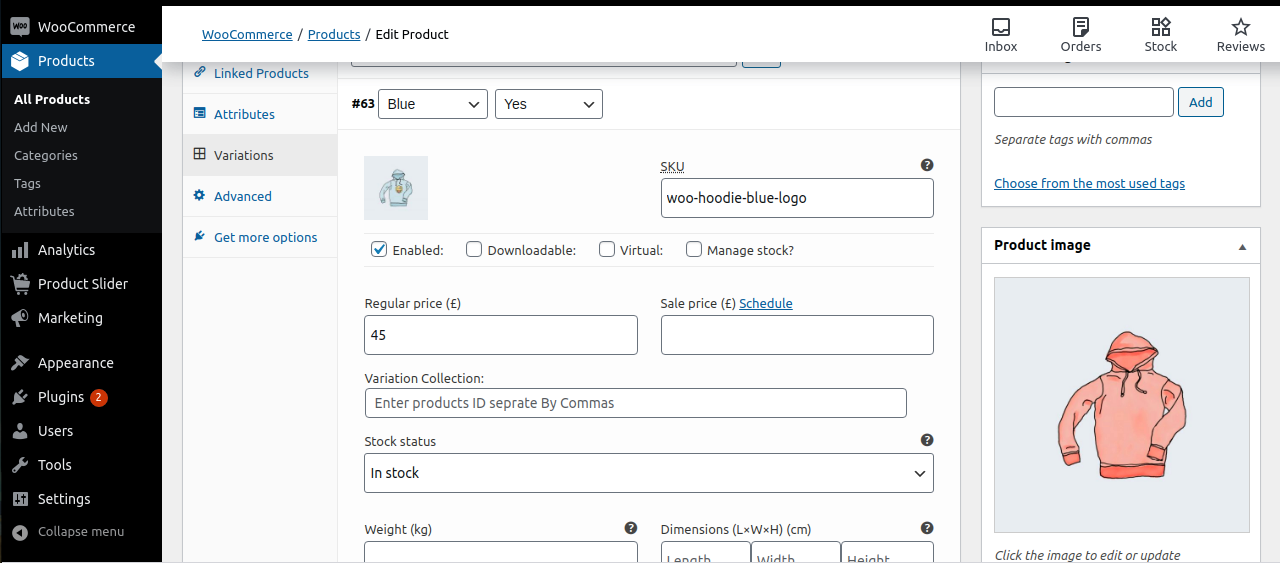 WooCommerce
Products
All Products
Add New
Categories
Tags
Attributes
Analytics
Product Slider
Marketing
Appearance
Plugins 2
Users
Tools
Settings
Collapse menu
WooCommerce / Products / Edit Product
Inbox
Orders
Stock
Reviews
Linked Products
Attributes
Variations
Advanced
Get more options
#63 Blue Yes
SKU
woo-hoodie-blue-logo
Enabled: Downloadable: Virtual: Manage stock?
Regular price (£)
45
Sale price (£) Schedule
Variation Collection:
Enter products ID seprate By Commas
Stock status
In stock
Weight (kg)
Dimensions (L×W×H) (cm)
Length Width Height
Add
Separate tags with commas
Choose from the most used tags
Product image
Click the image to edit or update